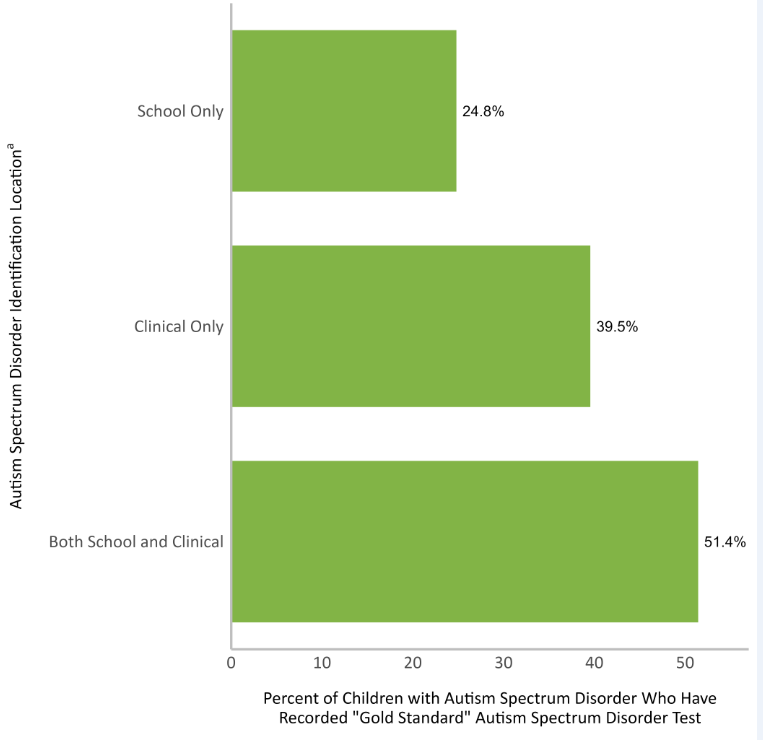 Autism Spectrum Disorder Identification Locationª
School Only
24.8%
Clinical Only
39.5%
Both School and Clinical
51.4%
0 10 20 30 40 50
Percent of Children with Autism Spectrum Disorder Who Have
Recorded "Gold Standard" Autism Spectrum Disorder Test